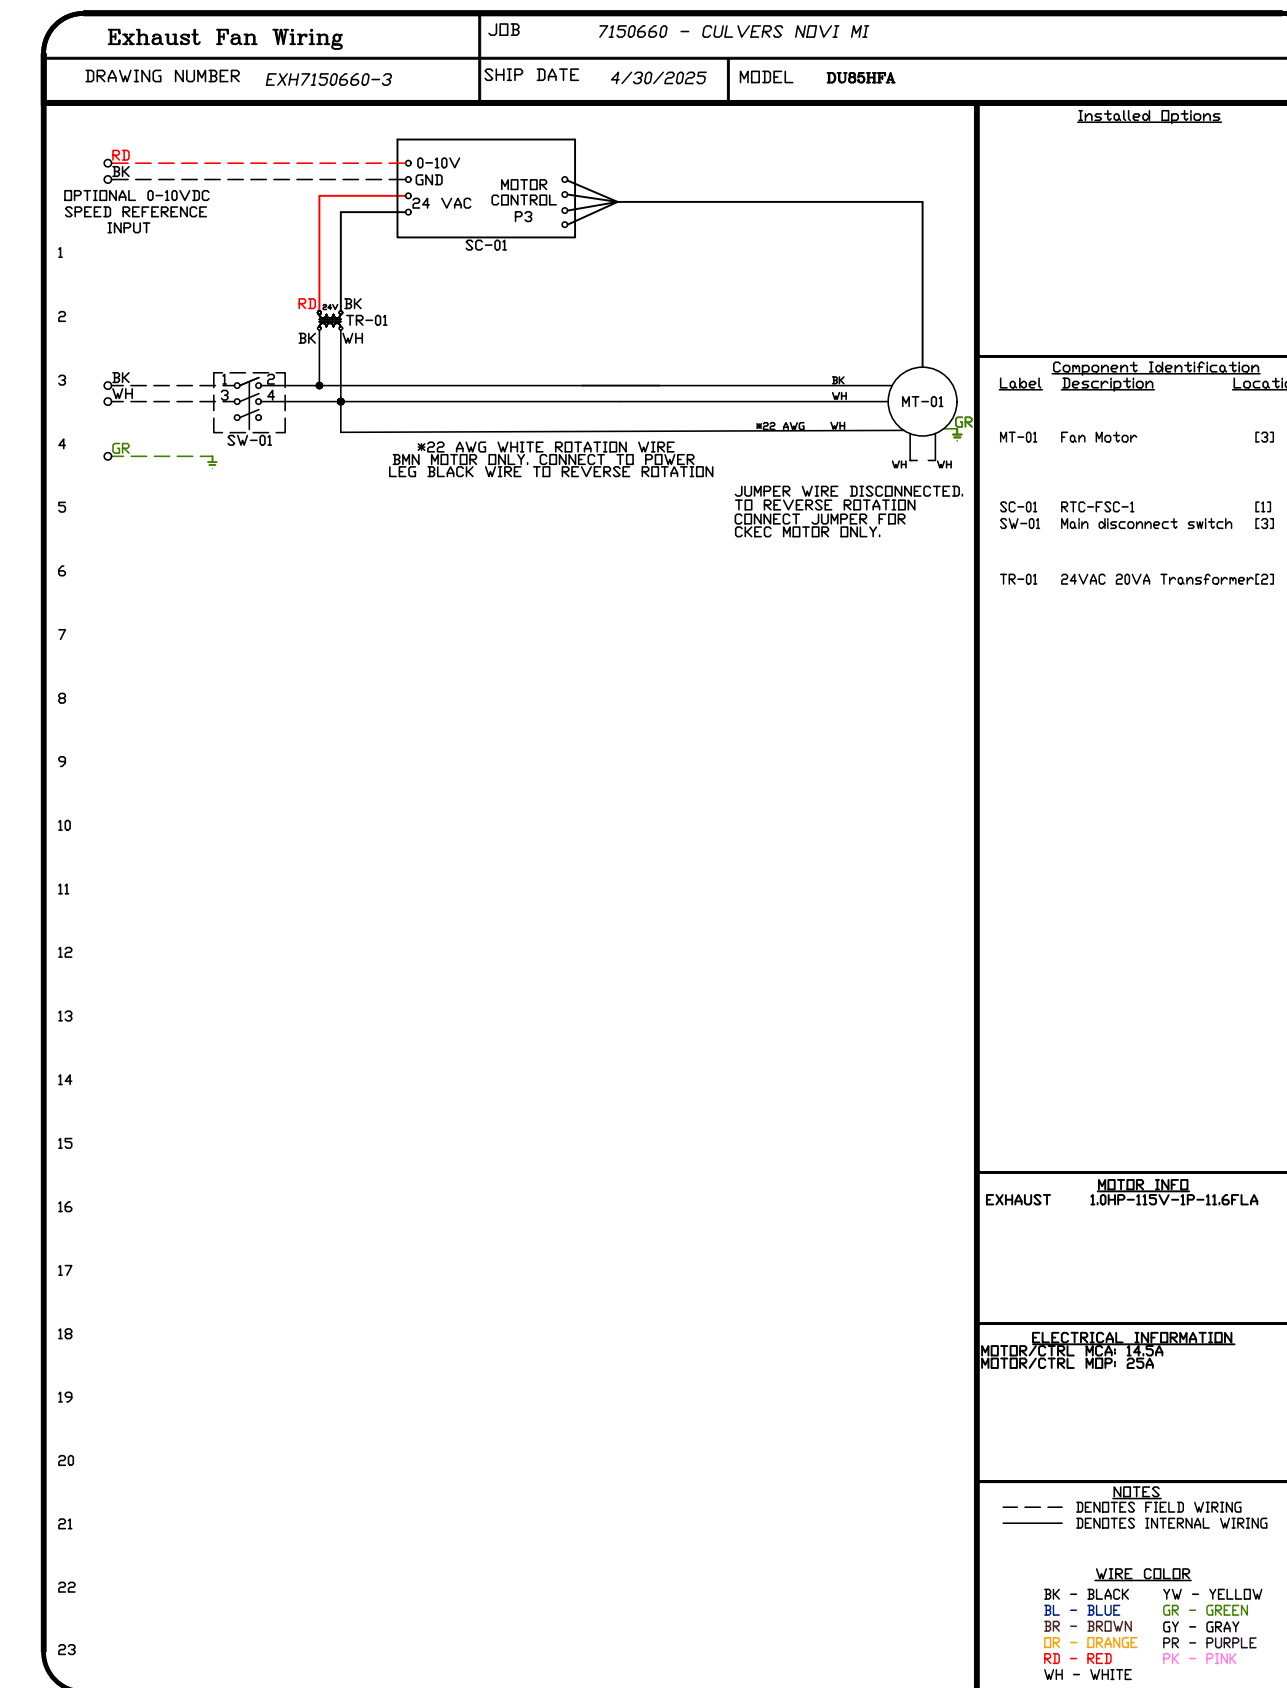 Exhaust Fan Wiring
JOB 7150660 - CULVERS NOVI MI
DRAWING NUMBER EXH7150660-3
SHIP DATE 4/30/2025
MODEL DU85HFA
Installed Options
RD
BK
OPTIONAL 0-10VDC
SPEED REFERENCE
INPUT
0-10V
GND
24 VAC
MOTOR
CONTROL
P3
SC-01
1
RD 24V BK
2
TR-01
BK WH
3
BK
WH
1 2
3 4
SW-01
BK
WH
MT-01
GR
*22 AWG WH
4
GR
*22 AWG WHITE ROTATION WIRE
BMN MOTOR ONLY. CONNECT TO POWER
LEG BLACK WIRE TO REVERSE ROTATION
WH WH
JUMPER WIRE DISCONNECTED.
TO REVERSE ROTATION
CONNECT JUMPER FOR
CKEC MOTOR ONLY.
5
6
7
8
9
10
11
12
13
14
15
16
17
18
19
20
21
22
23
Component Identification
Label Description Locatio
MT-01 Fan Motor [3]
SC-01 RTC-FSC-1 [1]
SW-01 Main disconnect switch [3]
TR-01 24VAC 20VA Transformer[2]
MOTOR INFO
EXHAUST 1.0HP-115V-1P-11.6FLA
ELECTRICAL INFORMATION
MOTOR/CTRL MCA: 14.5A
MOTOR/CTRL MOP: 25A
NOTES
DENOTES FIELD WIRING
DENOTES INTERNAL WIRING
WIRE COLOR
BK - BLACK YW - YELLOW
BL - BLUE GR - GREEN
BR - BROWN GY - GRAY
OR - ORANGE PR - PURPLE
RD - RED PK - PINK
WH - WHITE